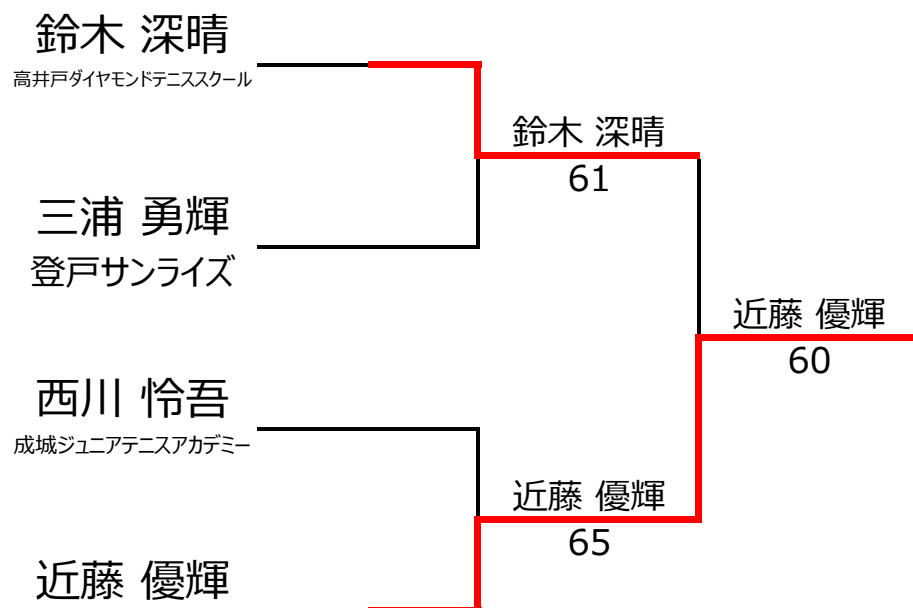 鈴木 深晴
高井戸ダイヤモンドテニススクール
鈴木 深晴
61
三浦 勇輝
登戸サンライズ
近藤 優輝
60
西川 怜吾
成城ジュニアテニスアカデミー
近藤 優輝
65
近藤 優輝